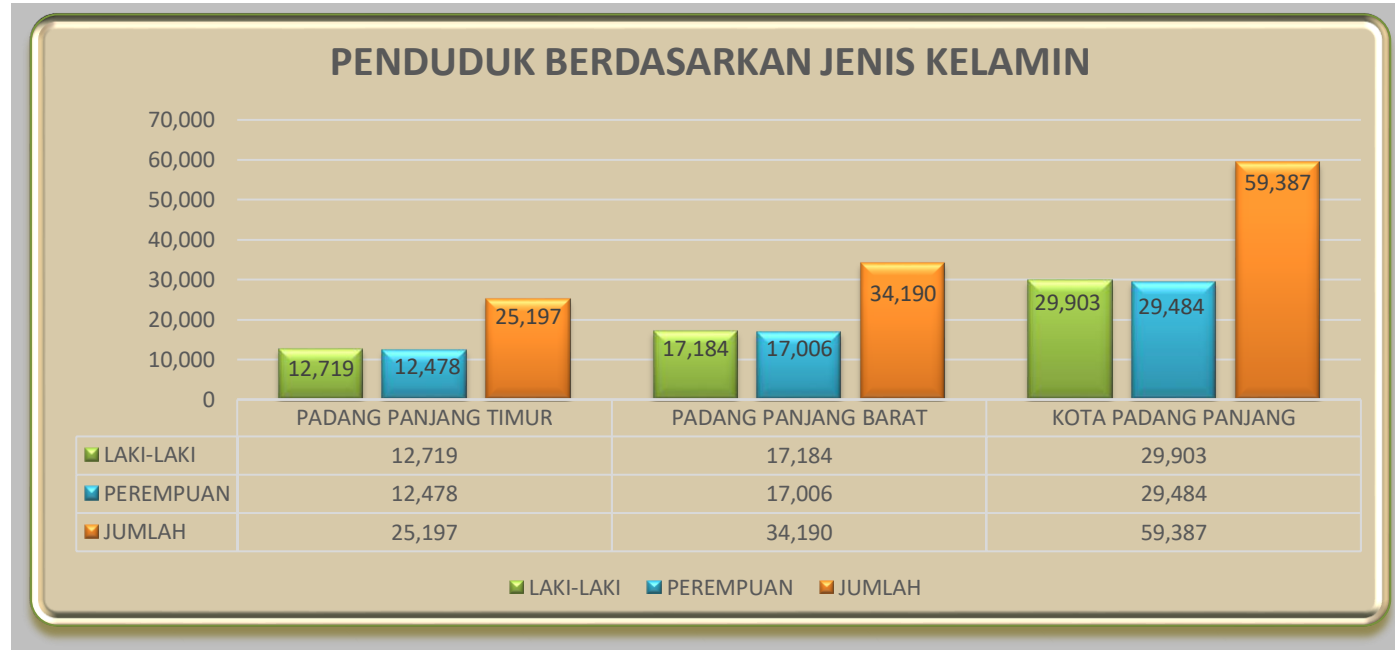 PENDUDUK BERDASARKAN JENIS KELAMIN
70,000
60,000
50,000
40,000
30,000
20,000
10,000
0
12,719
12,478
25,197
17,184
17,006
34,190
29,903
29,484
59,387
PADANG PANJANG TIMUR PADANG PANJANG BARAT KOTA PADANG PANJANG
LAKI-LAKI 12,719 17,184 29,903
PEREMPUAN 12,478 17,006 29,484
JUMLAH 25,197 34,190 59,387
LAKI-LAKI PEREMPUAN JUMLAH